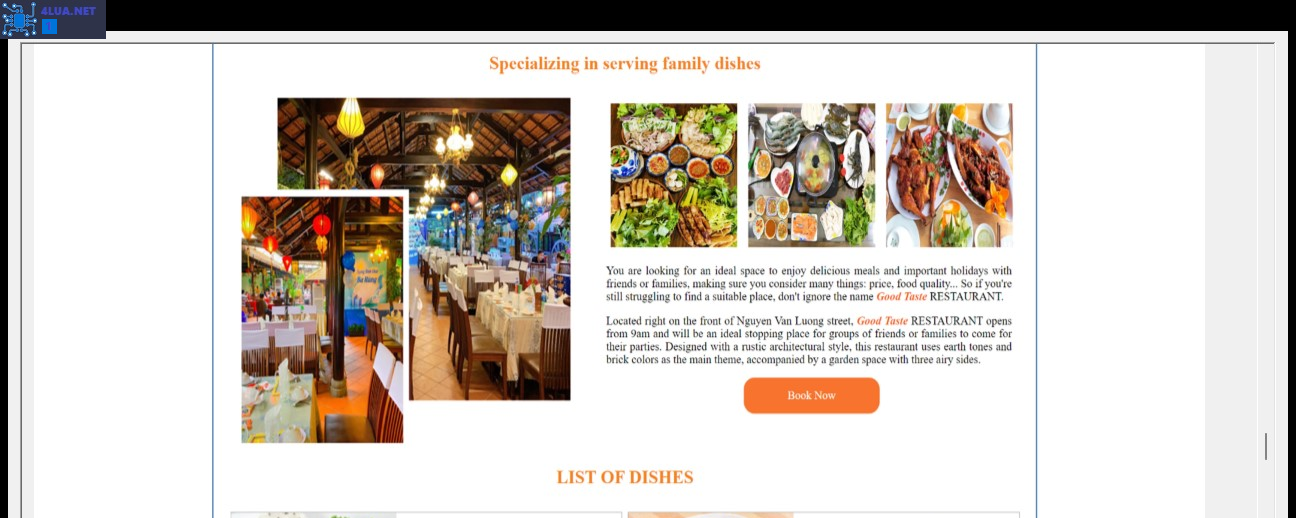 4LUA.NET
Specializing in serving family dishes
You are looking for an ideal space to enjoy delicious meals and important holidays with
friends or families, making sure you consider many things: price, food quality... So if you're
still struggling to find a suitable place, don't ignore the name Good Taste RESTAURANT.
Located right on the front of Nguyen Van Luong street, Good Taste RESTAURANT opens
from 9am and will be an ideal stopping place for groups of friends or families to come for
their parties. Designed with a rustic architectural style, this restaurant uses earth tones and
brick colors as the main theme, accompanied by a garden space with three airy sides.
Book Now
LIST OF DISHES